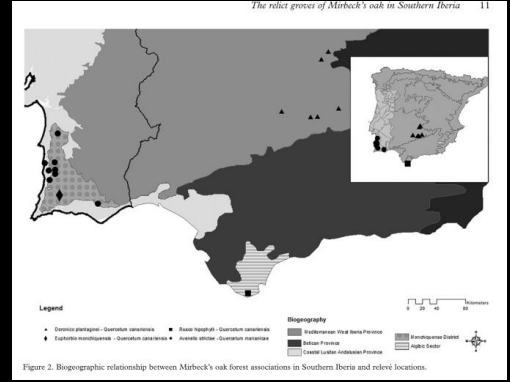 The relict groves of Mirbeck's oak in Southern Iberia 11
Legend
Doronico plantaginei - Quercetum canariensis
Rusco hipophylli - Quercetum canariensis
Euphorbio monchiquensis - Quercetum canariensis
Avenello strictae - Quercetum marianicae
Biogeography
Mediterranean West Iberia Province
Betican Province
Coastal Lusitan Andalusian Province
Monchiquense District
Aljibic Sector
0 20 40 80
Kilometers
Figure 2. Biogeographic relationship between Mirbeck's oak forest associations in Southern Iberia and relevé locations.